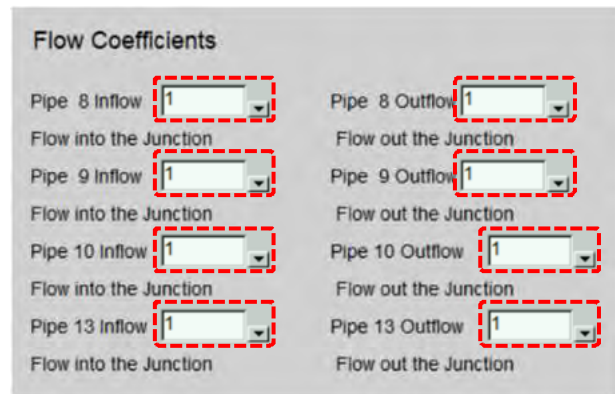 Flow Coefficients
Pipe 8 Inflow 1 Pipe 8 Outflow 1
Flow into the Junction Flow out the Junction
Pipe 9 Inflow 1 Pipe 9 Outflow 1
Flow into the Junction Flow out the Junction
Pipe 10 Inflow 1 Pipe 10 Outflow 1
Flow into the Junction Flow out the Junction
Pipe 13 Inflow 1 Pipe 13 Outflow 1
Flow into the Junction Flow out the Junction